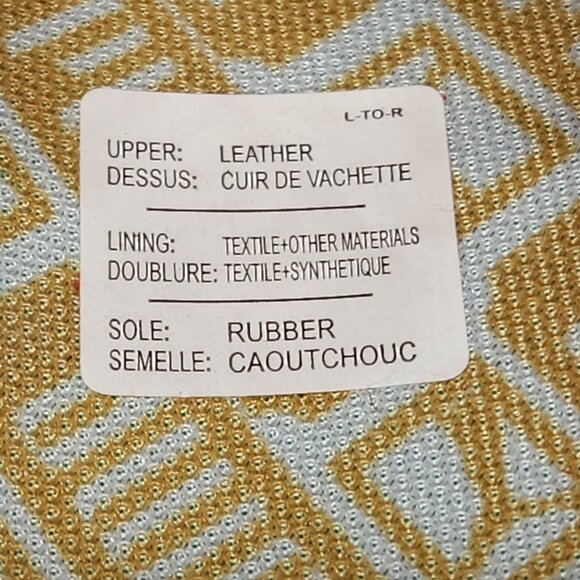 L-TO-R
UPPER: LEATHER
DESSUS: CUIR DE VACHETTE
LINING: TEXTILE+OTHER MATERIALS
DOUBLURE: TEXTILE+SYNTHETIQUE
SOLE: RUBBER
SEMELLE: CAOUTCHOUC